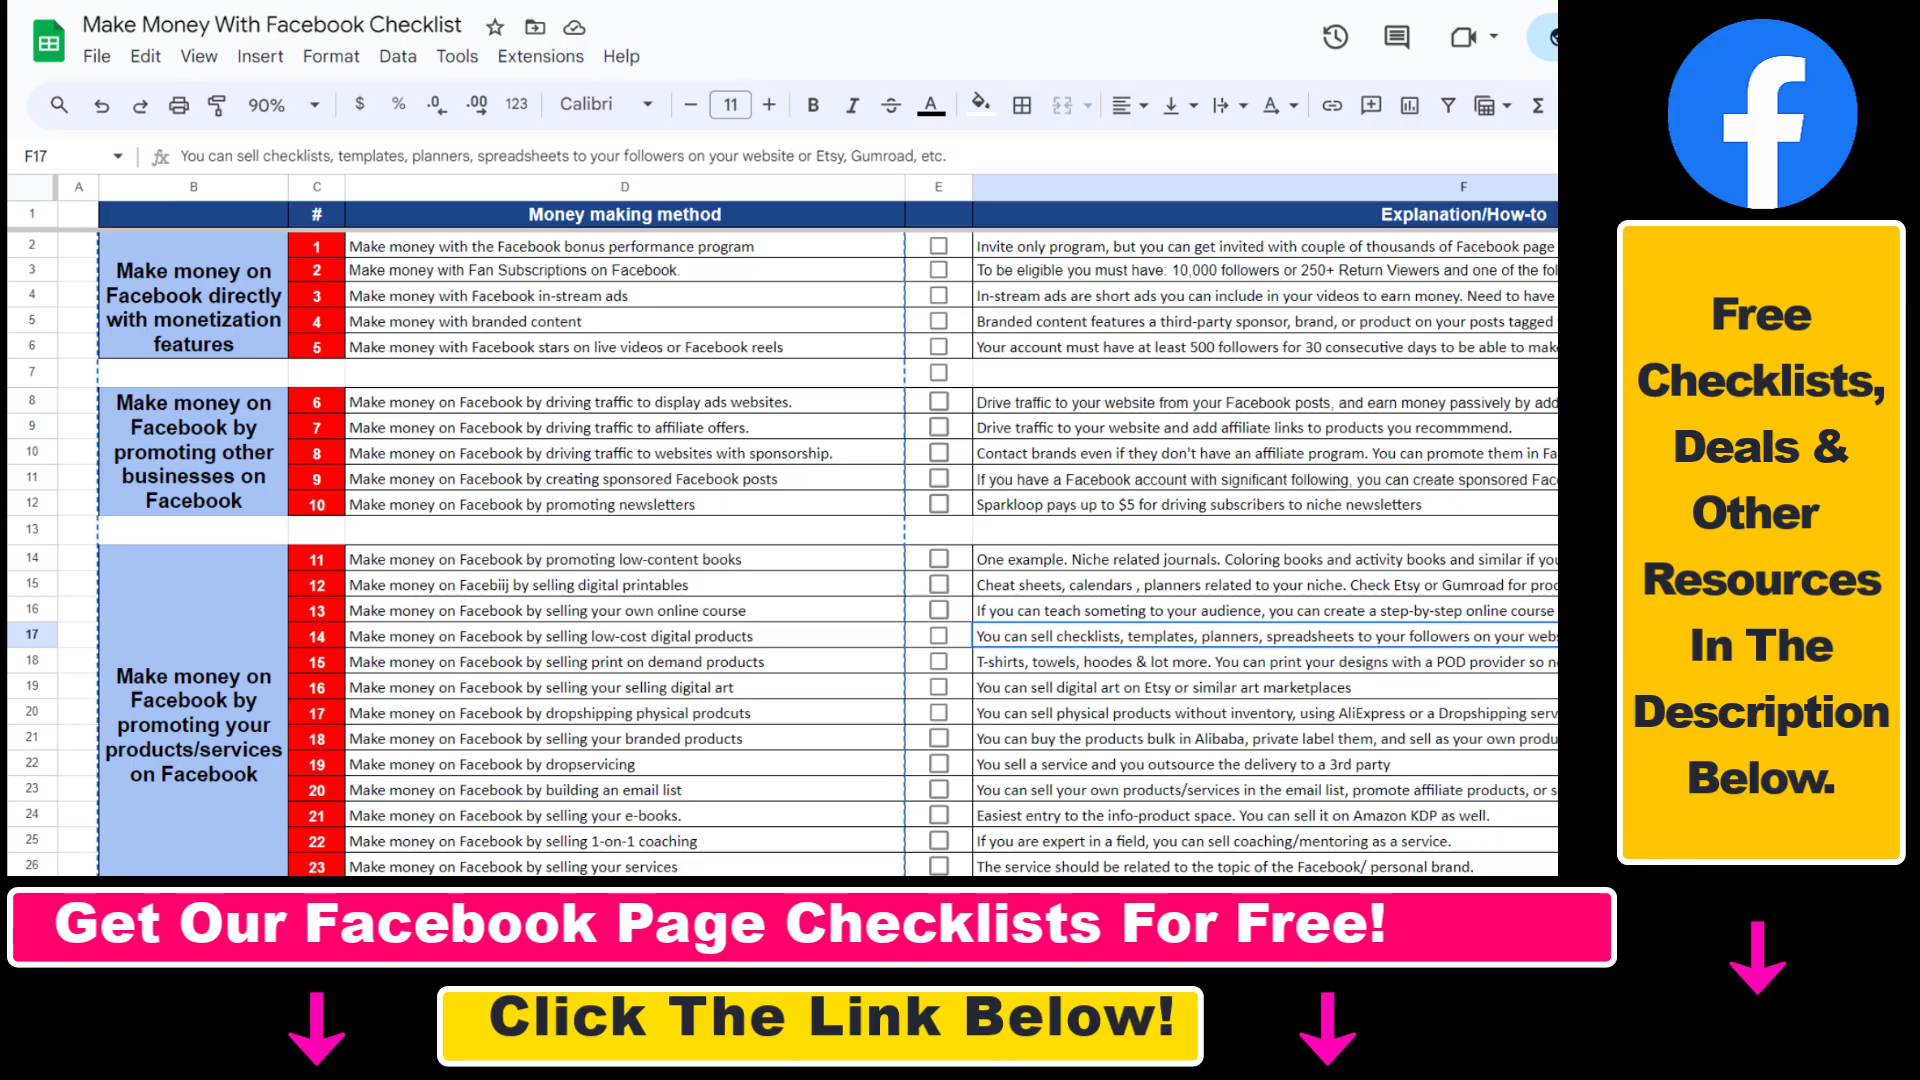 Make Money With Facebook Checklist
File Edit View Insert Format Data Tools Extensions Help
90% $ % .0 .00 123 Calibri 11 B I A Σ
F17 fx You can sell checklists, templates, planners, spreadsheets to your followers on your website or Etsy, Gumroad, etc.
A B C D E F
1 # Money making method Explanation/How-to
Make money on
Facebook directly
with monetization
features
2 1 Make money with the Facebook bonus performance program Invite only program, but you can get invited with couple of thousands of Facebook page
3 2 Make money with Fan Subscriptions on Facebook. To be eligible you must have: 10,000 followers or 250+ Return Viewers and one of the fol
4 3 Make money with Facebook in-stream ads In-stream ads are short ads you can include in your videos to earn money. Need to have
5 4 Make money with branded content Branded content features a third-party sponsor, brand, or product on your posts tagged
6 5 Make money with Facebook stars on live videos or Facebook reels Your account must have at least 500 followers for 30 consecutive days to be able to mak
7
Make money on
Facebook by
promoting other
businesses on
Facebook
8 6 Make money on Facebook by driving traffic to display ads websites. Drive traffic to your website from your Facebook posts, and earn money passively by add
9 7 Make money on Facebook by driving traffic to affiliate offers. Drive traffic to your website and add affiliate links to products you recommmend.
10 8 Make money on Facebook by driving traffic to websites with sponsorship. Contact brands even if they don't have an affiliate program. You can promote them in Fa
11 9 Make money on Facebook by creating sponsored Facebook posts If you have a Facebook account with significant following, you can create sponsored Fac
12 10 Make money on Facebook by promoting newsletters Sparkloop pays up to $5 for driving subscribers to niche newsletters
13
Make money on
Facebook by
promoting your
products/services
on Facebook
14 11 Make money on Facebook by promoting low-content books One example. Niche related journals. Coloring books and activity books and similar if you
15 12 Make money on Facebiij by selling digital printables Cheat sheets, calendars , planners related to your niche. Check Etsy or Gumroad for proc
16 13 Make money on Facebook by selling your own online course If you can teach someting to your audience, you can create a step-by-step online course
17 14 Make money on Facebook by selling low-cost digital products You can sell checklists, templates, planners, spreadsheets to your followers on your webs
18 15 Make money on Facebook by selling print on demand products T-shirts, towels, hoodes & lot more. You can print your designs with a POD provider so n
19 16 Make money on Facebook by selling your selling digital art You can sell digital art on Etsy or similar art marketplaces
20 17 Make money on Facebook by dropshipping physical prodcuts You can sell physical products without inventory, using AliExpress or a Dropshipping serv
21 18 Make money on Facebook by selling your branded products You can buy the products bulk in Alibaba, private label them, and sell as your own produ
22 19 Make money on Facebook by dropservicing You sell a service and you outsource the delivery to a 3rd party
23 20 Make money on Facebook by building an email list You can sell your own products/services in the email list, promote affiliate products, or s
24 21 Make money on Facebook by selling your e-books. Easiest entry to the info-product space. You can sell it on Amazon KDP as well.
25 22 Make money on Facebook by selling 1-on-1 coaching If you are expert in a field, you can sell coaching/mentoring as a service.
26 23 Make money on Facebook by selling your services The service should be related to the topic of the Facebook/ personal brand.
Free
Checklists,
Deals &
Other
Resources
In The
Description
Below.
Get Our Facebook Page Checklists For Free!
Click The Link Below!